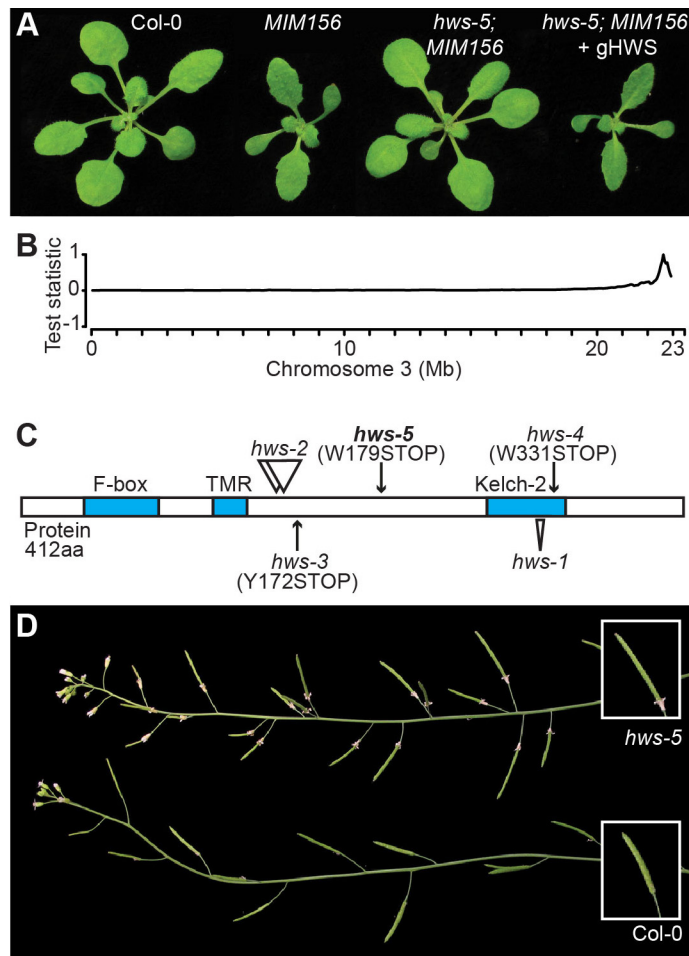 A
Col-0
MIM156
hws-5;
MIM156
hws-5; MIM156
+ gHWS
B
Test statistic
1
0
-1
0
10
20
23
Chromosome 3 (Mb)
C
hws-2
hws-5
(W179STOP)
hws-4
(W331STOP)
F-box
TMR
Kelch-2
Protein
412aa
hws-3
(Y172STOP)
hws-1
D
hws-5
Col-0